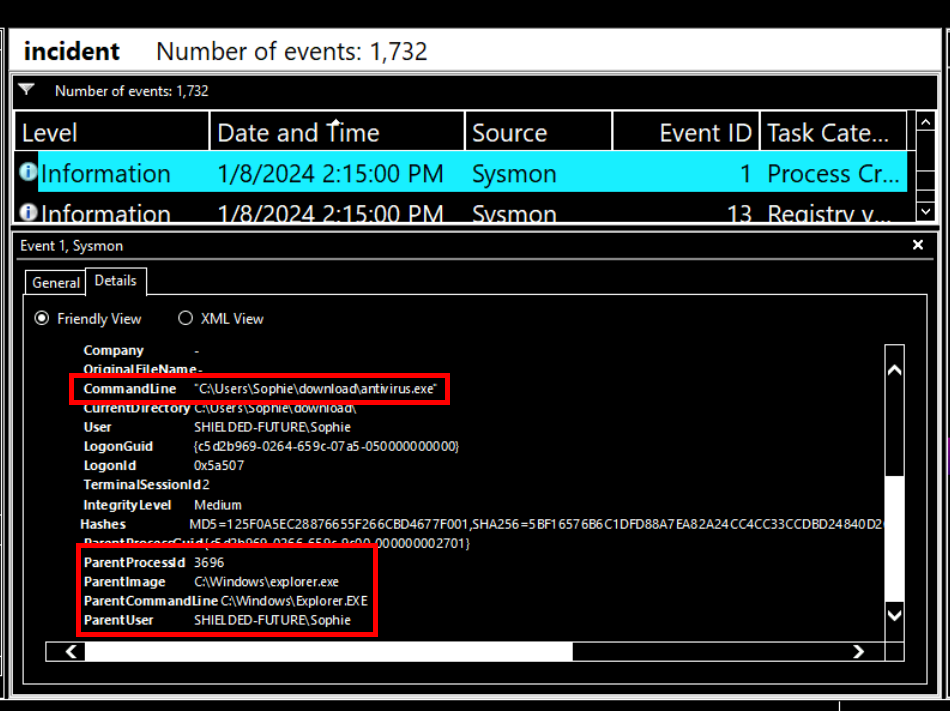 incident Number of events: 1,732
Number of events: 1,732
Level Date and Time Source Event ID Task Cate...
Information 1/8/2024 2:15:00 PM Sysmon 1 Process Cr...
Information 1/8/2024 2:15:00 PM Sysmon 13 Registry v...
Event 1, Sysmon
General Details
Friendly View XML View
Company -
OriginalFileName -
CommandLine "C:\Users\Sophie\download\antivirus.exe"
CurrentDirectory C:\Users\Sophie\download\
User SHIELDED-FUTURE\Sophie
LogonGuid {c5d2b969-0264-659c-07a5-050000000000}
LogonId 0x5a507
TerminalSessionId 2
IntegrityLevel Medium
Hashes MD5=125F0A5EC28876655F266CBD4677F001,SHA256=5BF16576B6C1DFD88A7EA82A24CC4CC33CCDBD24840D2
ParentProcessGuid {c5d2b969-0266-659c-9c00-000000002701}
ParentProcessId 3696
ParentImage C:\Windows\explorer.exe
ParentCommandLine C:\Windows\Explorer.EXE
ParentUser SHIELDED-FUTURE\Sophie